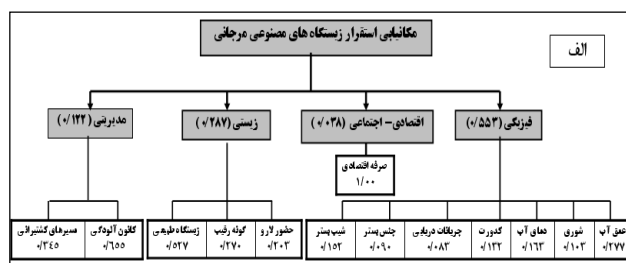 مکانیابی استقرار زیستگاه های مصنوعی مرجانی
الف
فیزیکی (۰/۵۵۳)
اقتصادی- اجتماعی (۰/۰۳۸)
زیستی (۰/۲۸۷)
مدیریتی (۰/۱۲۲)
صرفه اقتصادی
۱/۰۰
عمق آب
۰/۲۷۷
شوری
۰/۱۰۳
دمای آب
۰/۱۶۳
کدورت
۰/۱۳۲
جریانات دریایی
۰/۰۸۳
جنس بستر
۰/۰۹۰
شیب بستر
۰/۱۵۲
حضور لارو
۰/۲۰۳
گونه رقیب
۰/۲۷۰
زیستگاه طبیعی
۰/۵۲۷
کانون آلودگی
۰/۶۵۵
مسیرهای کشتیرانی
۰/۳٤٥